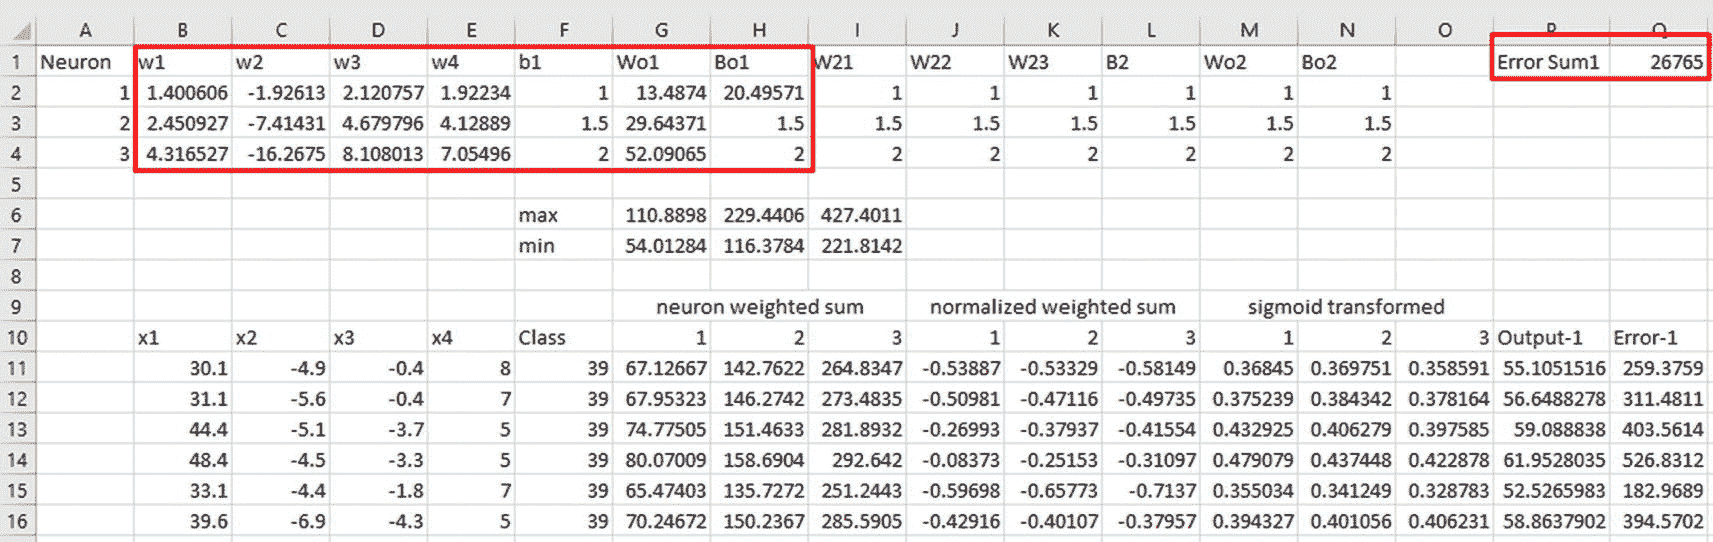 A B C D E F G H I J K L M N O P Q
1 Neuron w1 w2 w3 w4 b1 Wo1 Bo1 W21 W22 W23 B2 Wo2 Bo2 Error Sum1 26765
2 1 1.400606 -1.92613 2.120757 1.92234 1 13.4874 20.49571 1 1 1 1 1 1
3 2 2.450927 -7.41431 4.679796 4.12889 1.5 29.64371 1.5 1.5 1.5 1.5 1.5 1.5 1.5
4 3 4.316527 -16.2675 8.108013 7.05496 2 52.09065 2 2 2 2 2 2 2
5
6 max 110.8898 229.4406 427.4011
7 min 54.01284 116.3784 221.8142
8
9 neuron weighted sum normalized weighted sum sigmoid transformed
10 x1 x2 x3 x4 Class 1 2 3 1 2 3 1 2 3 Output-1 Error-1
11 30.1 -4.9 -0.4 8 39 67.12667 142.7622 264.8347 -0.53887 -0.53329 -0.58149 0.36845 0.369751 0.358591 55.1051516 259.3759
12 31.1 -5.6 -0.4 7 39 67.95323 146.2742 273.4835 -0.50981 -0.47116 -0.49735 0.375239 0.384342 0.378164 56.6488278 311.4811
13 44.4 -5.1 -3.7 5 39 74.77505 151.4633 281.8932 -0.26993 -0.37937 -0.41554 0.432925 0.406279 0.397585 59.088838 403.5614
14 48.4 -4.5 -3.3 5 39 80.07009 158.6904 292.642 -0.08373 -0.25153 -0.31097 0.479079 0.437448 0.422878 61.9528035 526.8312
15 33.1 -4.4 -1.8 7 39 65.47403 135.7272 251.2443 -0.59698 -0.65773 -0.7137 0.355034 0.341249 0.328783 52.5265983 182.9689
16 39.6 -6.9 -4.3 5 39 70.24672 150.2367 285.5905 -0.42916 -0.40107 -0.37957 0.394327 0.401056 0.406231 58.8637902 394.5702